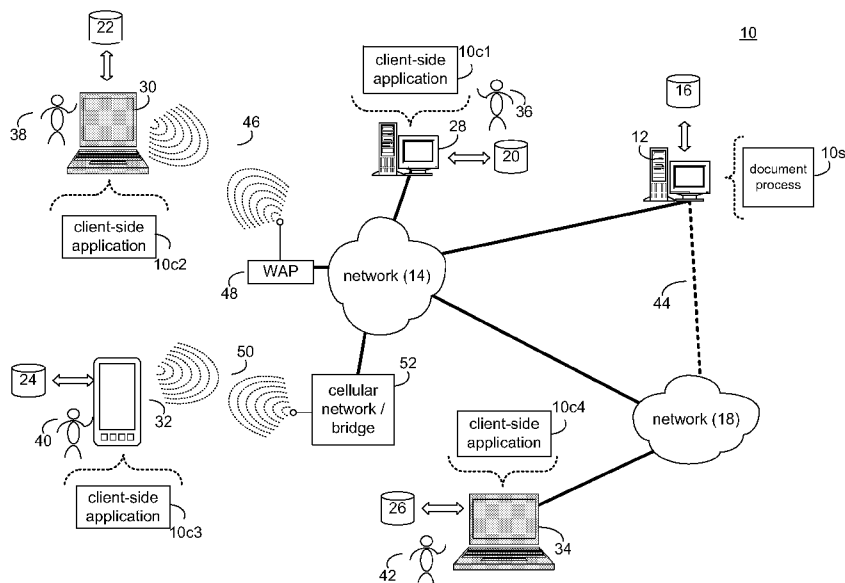 10
22
30
38
46
client-side
application
10c2
client-side
application
10c1
36
28
20
16
12
document
process
10s
WAP
48
network (14)
44
24
32
40
50
client-side
application
10c3
52
cellular
network /
bridge
network (18)
client-side
application
10c4
26
34
42